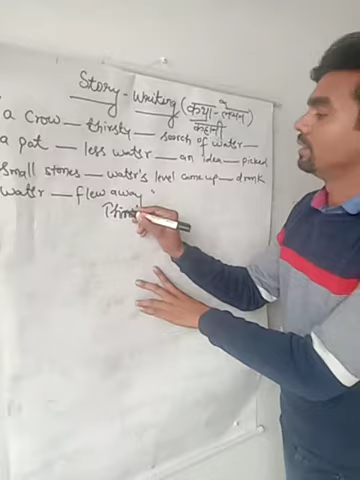 Story-Writing (कथा-लेखन)
कहानी
a crow — thirsty — search of water —
a pot — less water — an idea — picked
small stones — water's level came up — drank
water — flew away